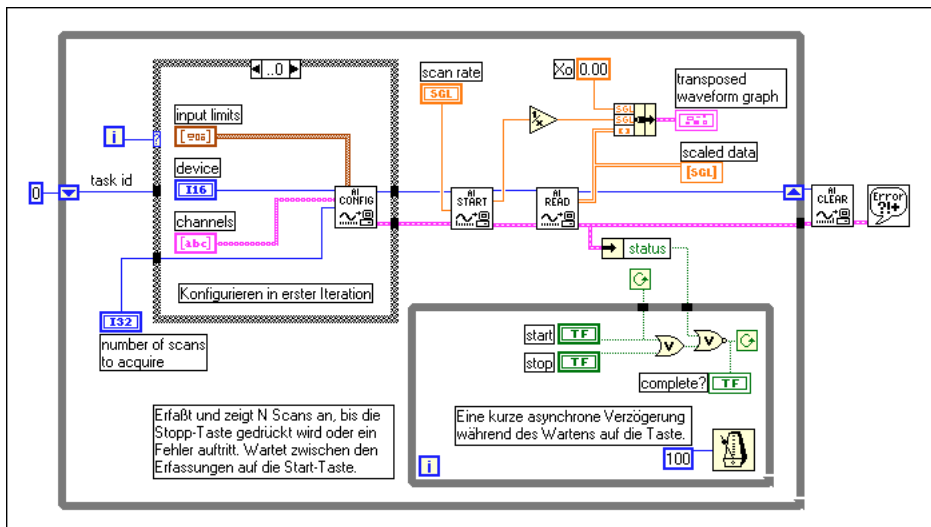 ..0
scan rate
SGL
Xo
0.00
transposed
waveform graph
SGL
SGL
input limits
i
?
device
I16
task id
0
channels
[abc]
AI
CONFIG
AI
START
1/x
AI
READ
scaled data
[SGL]
AI
CLEAR
Error
?!+
status
Konfigurieren in erster Iteration
I32
number of scans
to acquire
start
TF
stop
TF
V
V
complete?
TF
Erfaßt und zeigt N Scans an, bis die
Stopp-Taste gedrückt wird oder ein
Fehler auftritt. Wartet zwischen den
Erfassungen auf die Start-Taste.
Eine kurze asynchrone Verzögerung
während des Wartens auf die Taste.
100
i